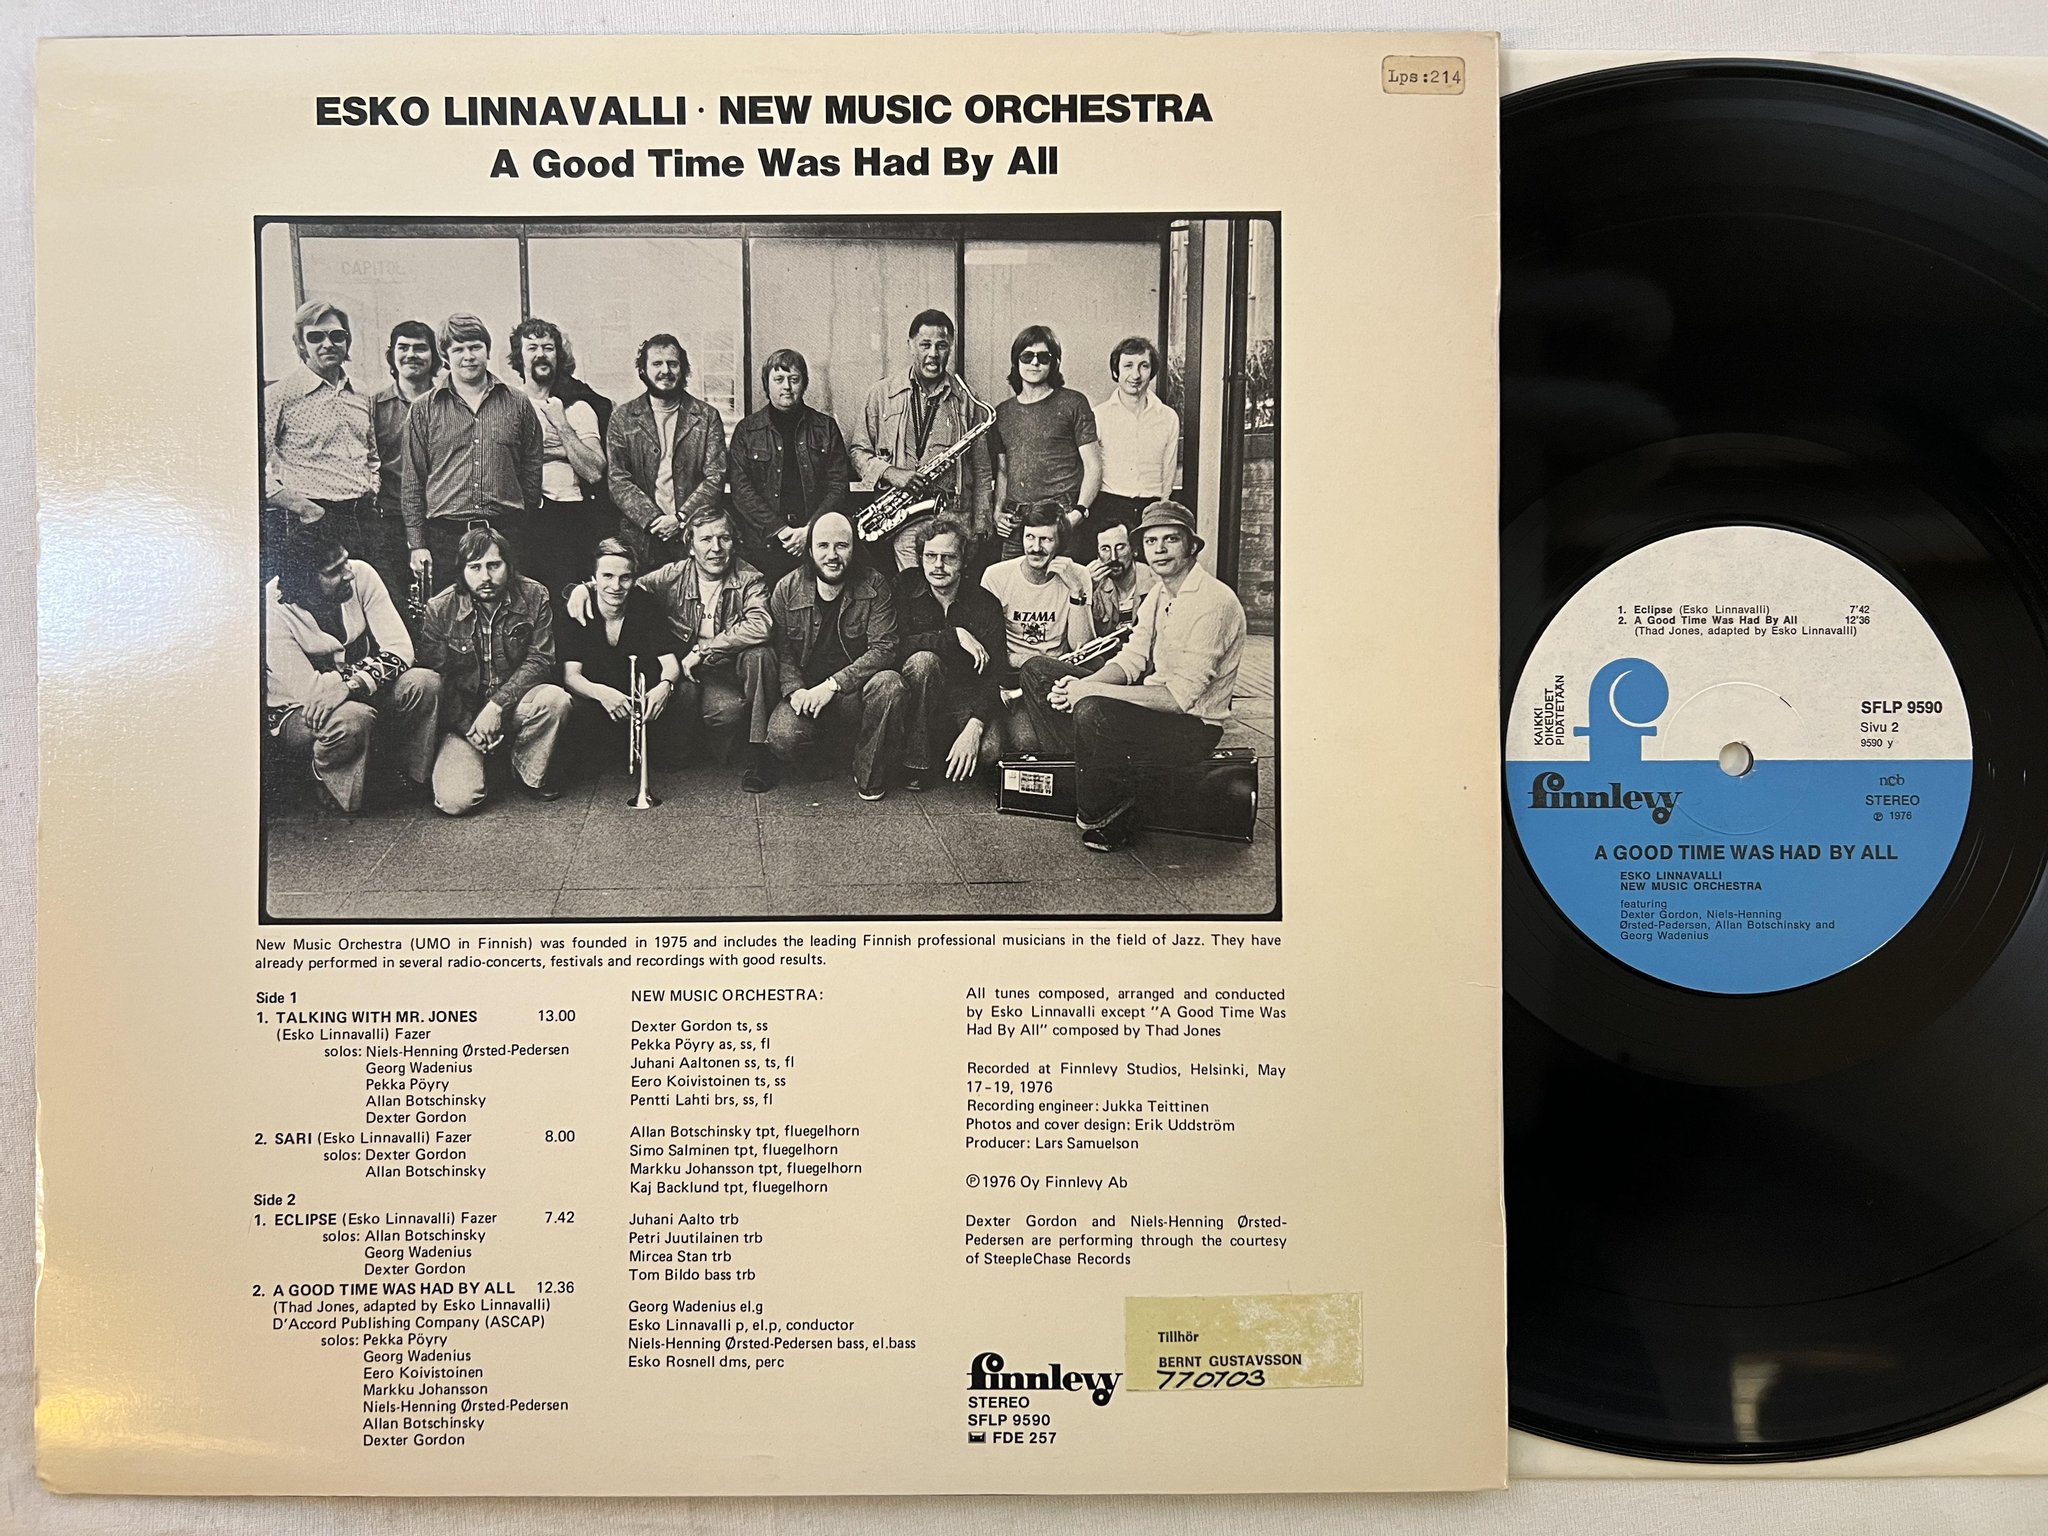 Lps:214
ESKO LINNAVALLI · NEW MUSIC ORCHESTRA
A Good Time Was Had By All
CAPITOL
TAMA
New Music Orchestra (UMO in Finnish) was founded in 1975 and includes the leading Finnish professional musicians in the field of Jazz. They have
already performed in several radio-concerts, festivals and recordings with good results.
Side 1
1. TALKING WITH MR. JONES 13.00
(Esko Linnavalli) Fazer
solos: Niels-Henning Ørsted-Pedersen
Georg Wadenius
Pekka Pöyry
Allan Botschinsky
Dexter Gordon
2. SARI (Esko Linnavalli) Fazer 8.00
solos: Dexter Gordon
Allan Botschinsky
Side 2
1. ECLIPSE (Esko Linnavalli) Fazer 7.42
solos: Allan Botschinsky
Georg Wadenius
Dexter Gordon
2. A GOOD TIME WAS HAD BY ALL 12.36
(Thad Jones, adapted by Esko Linnavalli)
D'Accord Publishing Company (ASCAP)
solos: Pekka Pöyry
Georg Wadenius
Eero Koivistoinen
Markku Johansson
Niels-Henning Ørsted-Pedersen
Allan Botschinsky
Dexter Gordon
NEW MUSIC ORCHESTRA:
Dexter Gordon ts, ss
Pekka Pöyry as, ss, fl
Juhani Aaltonen ss, ts, fl
Eero Koivistoinen ts, ss
Pentti Lahti brs, ss, fl
Allan Botschinsky tpt, fluegelhorn
Simo Salminen tpt, fluegelhorn
Markku Johansson tpt, fluegelhorn
Kaj Backlund tpt, fluegelhorn
Juhani Aalto trb
Petri Juutilainen trb
Mircea Stan trb
Tom Bildo bass trb
Georg Wadenius el.g
Esko Linnavalli p, el.p, conductor
Niels-Henning Ørsted-Pedersen bass, el.bass
Esko Rosnell dms, perc
All tunes composed, arranged and conducted
by Esko Linnavalli except "A Good Time Was
Had By All" composed by Thad Jones
Recorded at Finnlevy Studios, Helsinki, May
17-19, 1976
Recording engineer: Jukka Teittinen
Photos and cover design: Erik Uddström
Producer: Lars Samuelson
℗ 1976 Oy Finnlevy Ab
Dexter Gordon and Niels-Henning Ørsted-
Pedersen are performing through the courtesy
of SteepleChase Records
finnlevy
STEREO
SFLP 9590
FDE 257
Tillhör
BERNT GUSTAVSSON
770703
1. Eclipse (Esko Linnavalli) 7'42
2. A Good Time Was Had By All 12'36
(Thad Jones, adapted by Esko Linnavalli)
KAIKKI
OIKEUDET
PIDÄTETÄÄN
SFLP 9590
Sivu 2
9590 y
finnlevy
ncb
STEREO
℗ 1976
A GOOD TIME WAS HAD BY ALL
ESKO LINNAVALLI
NEW MUSIC ORCHESTRA
featuring
Dexter Gordon, Niels-Henning
Ørsted-Pedersen, Allan Botschinsky and
Georg Wadenius